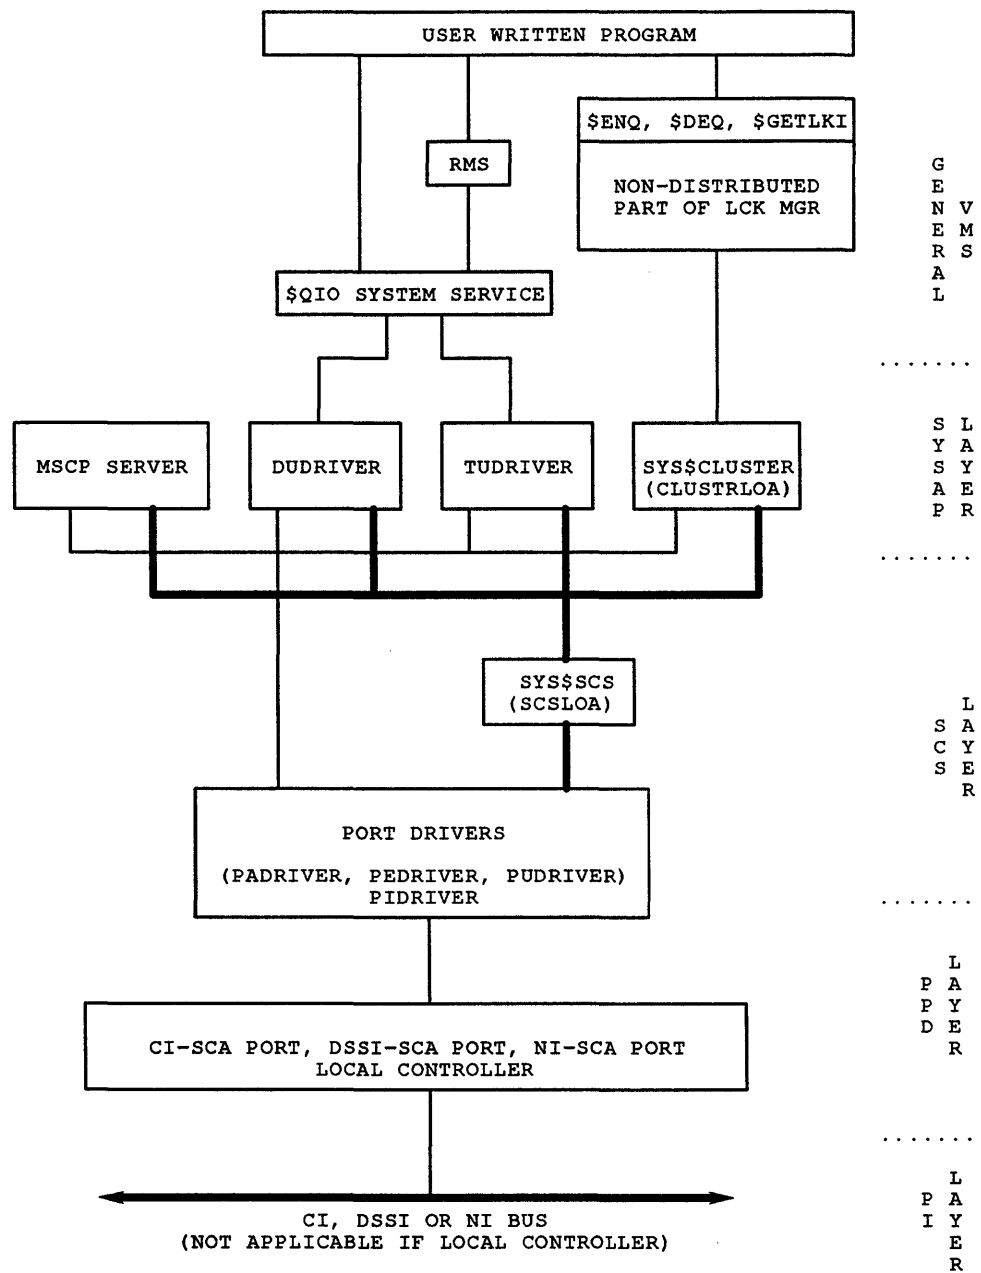 USER WRITTEN PROGRAM
$ENQ, $DEQ, $GETLKI
RMS
NON-DISTRIBUTED
PART OF LCK MGR
GENERAL
VMS
$QIO SYSTEM SERVICE
.......
MSCP SERVER
DUDRIVER
TUDRIVER
SYS$CLUSTER
(CLUSTRLOA)
SYSAP
LAYER
.......
SYS$SCS
(SCSLOA)
SCS
LAYER
PORT DRIVERS
(PADRIVER, PEDRIVER, PUDRIVER)
PIDRIVER
.......
PPD
LAYER
CI-SCA PORT, DSSI-SCA PORT, NI-SCA PORT
LOCAL CONTROLLER
.......
PI
LAYER
CI, DSSI OR NI BUS
(NOT APPLICABLE IF LOCAL CONTROLLER)